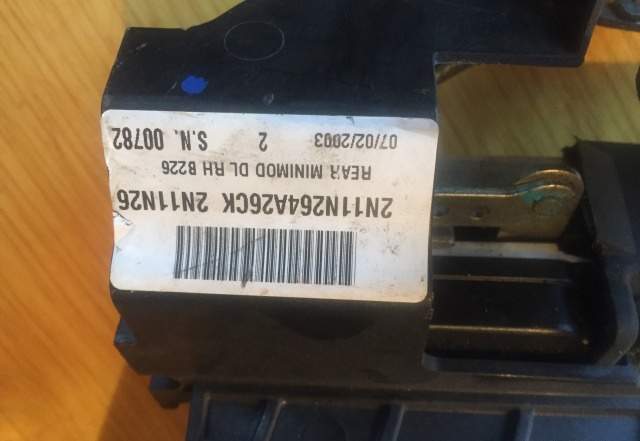 2N11N264A26CK 2N11N26
REAR MINIMOD DL RH B226
07/02/2003 2 S.N. 00782